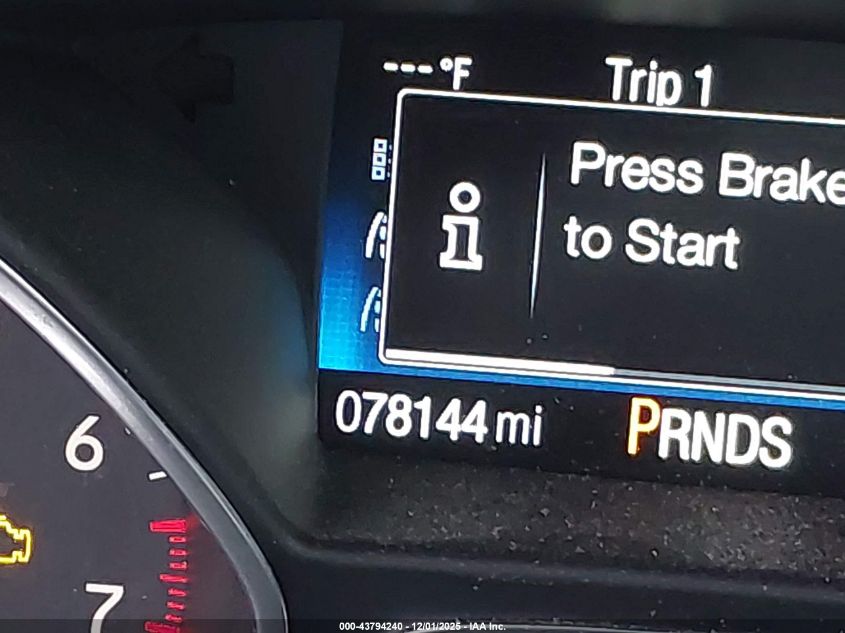 ---°F
Trip 1
Press Brake
to Start
078144 mi
PRNDS
6
7
000-43794240 - 12/01/2025 - IAA Inc.